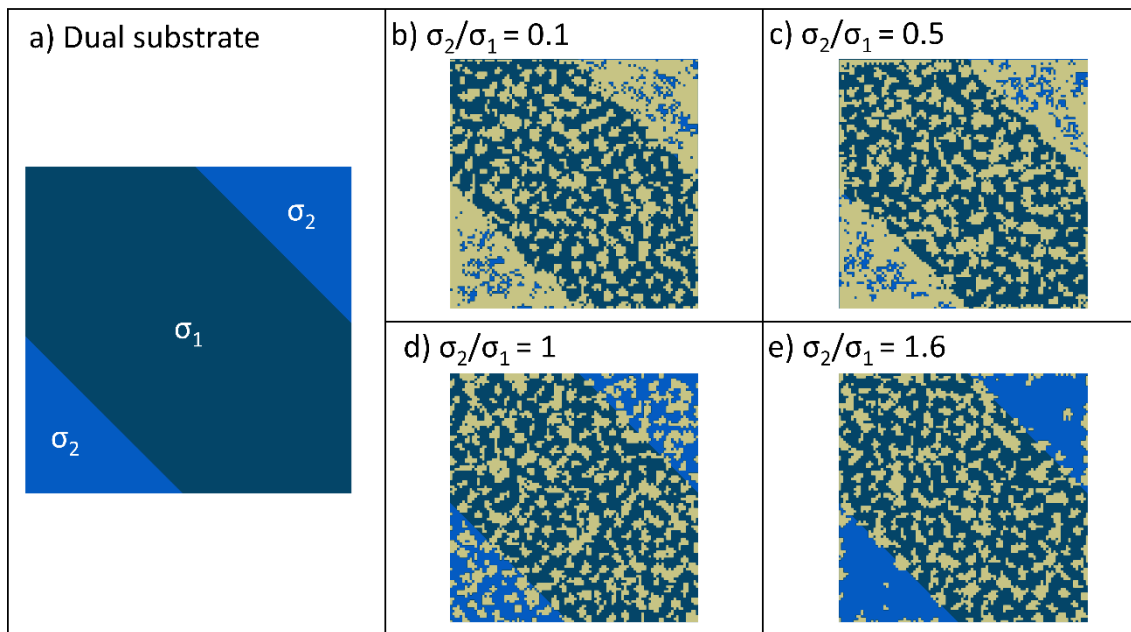 a) Dual substrate
σ₂
σ₁
σ₂
b) σ₂/σ₁ = 0.1
c) σ₂/σ₁ = 0.5
d) σ₂/σ₁ = 1
e) σ₂/σ₁ = 1.6